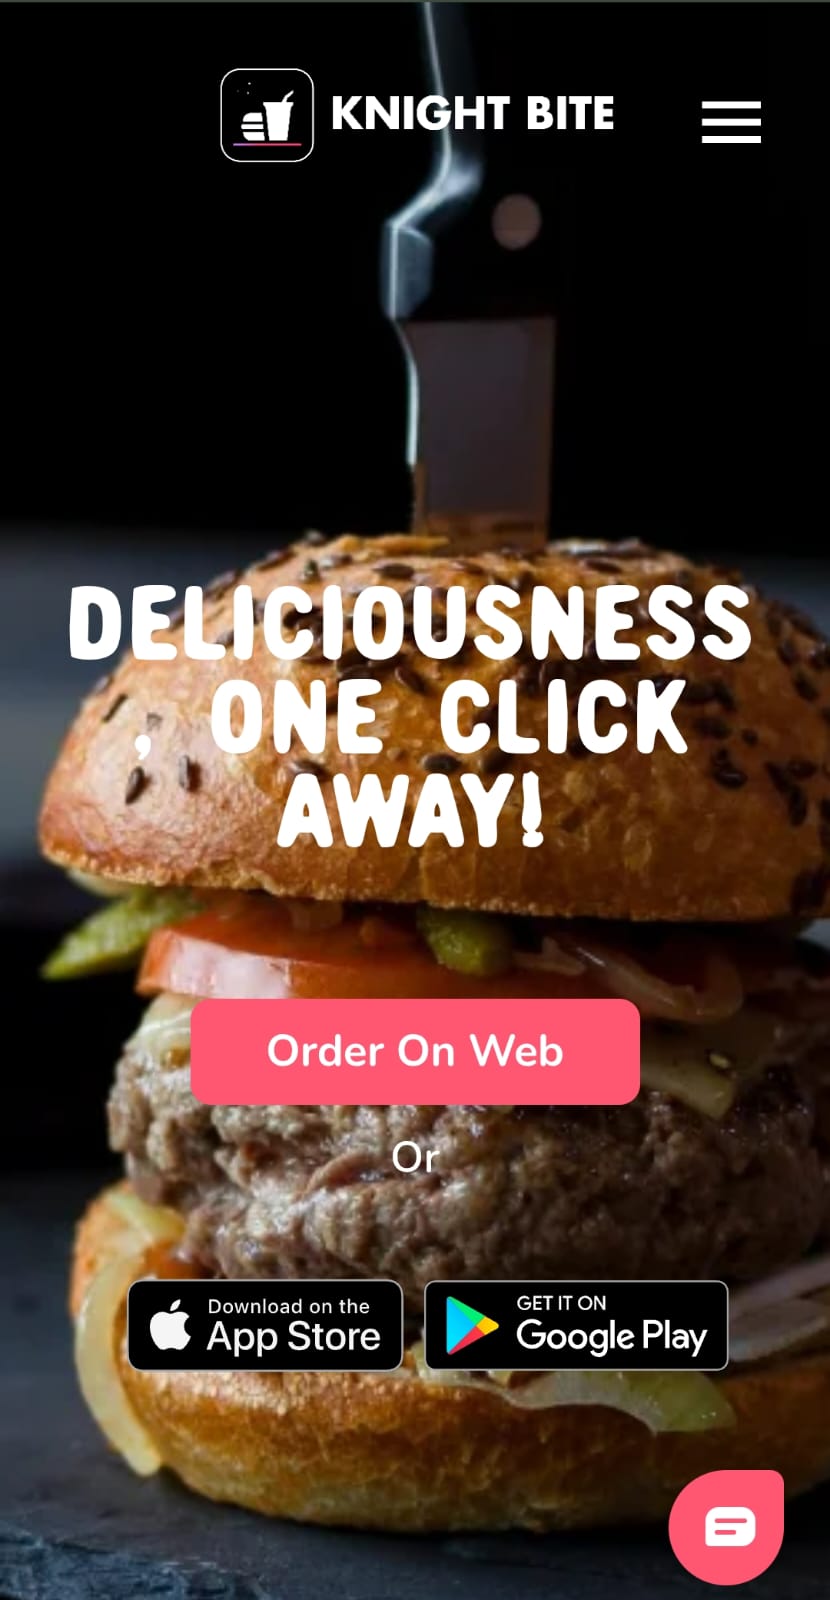 KNIGHT BITE
DELICIOUSNESS
, ONE CLICK
AWAY!
Order On Web
Or
Download on the
App Store
GET IT ON
Google Play